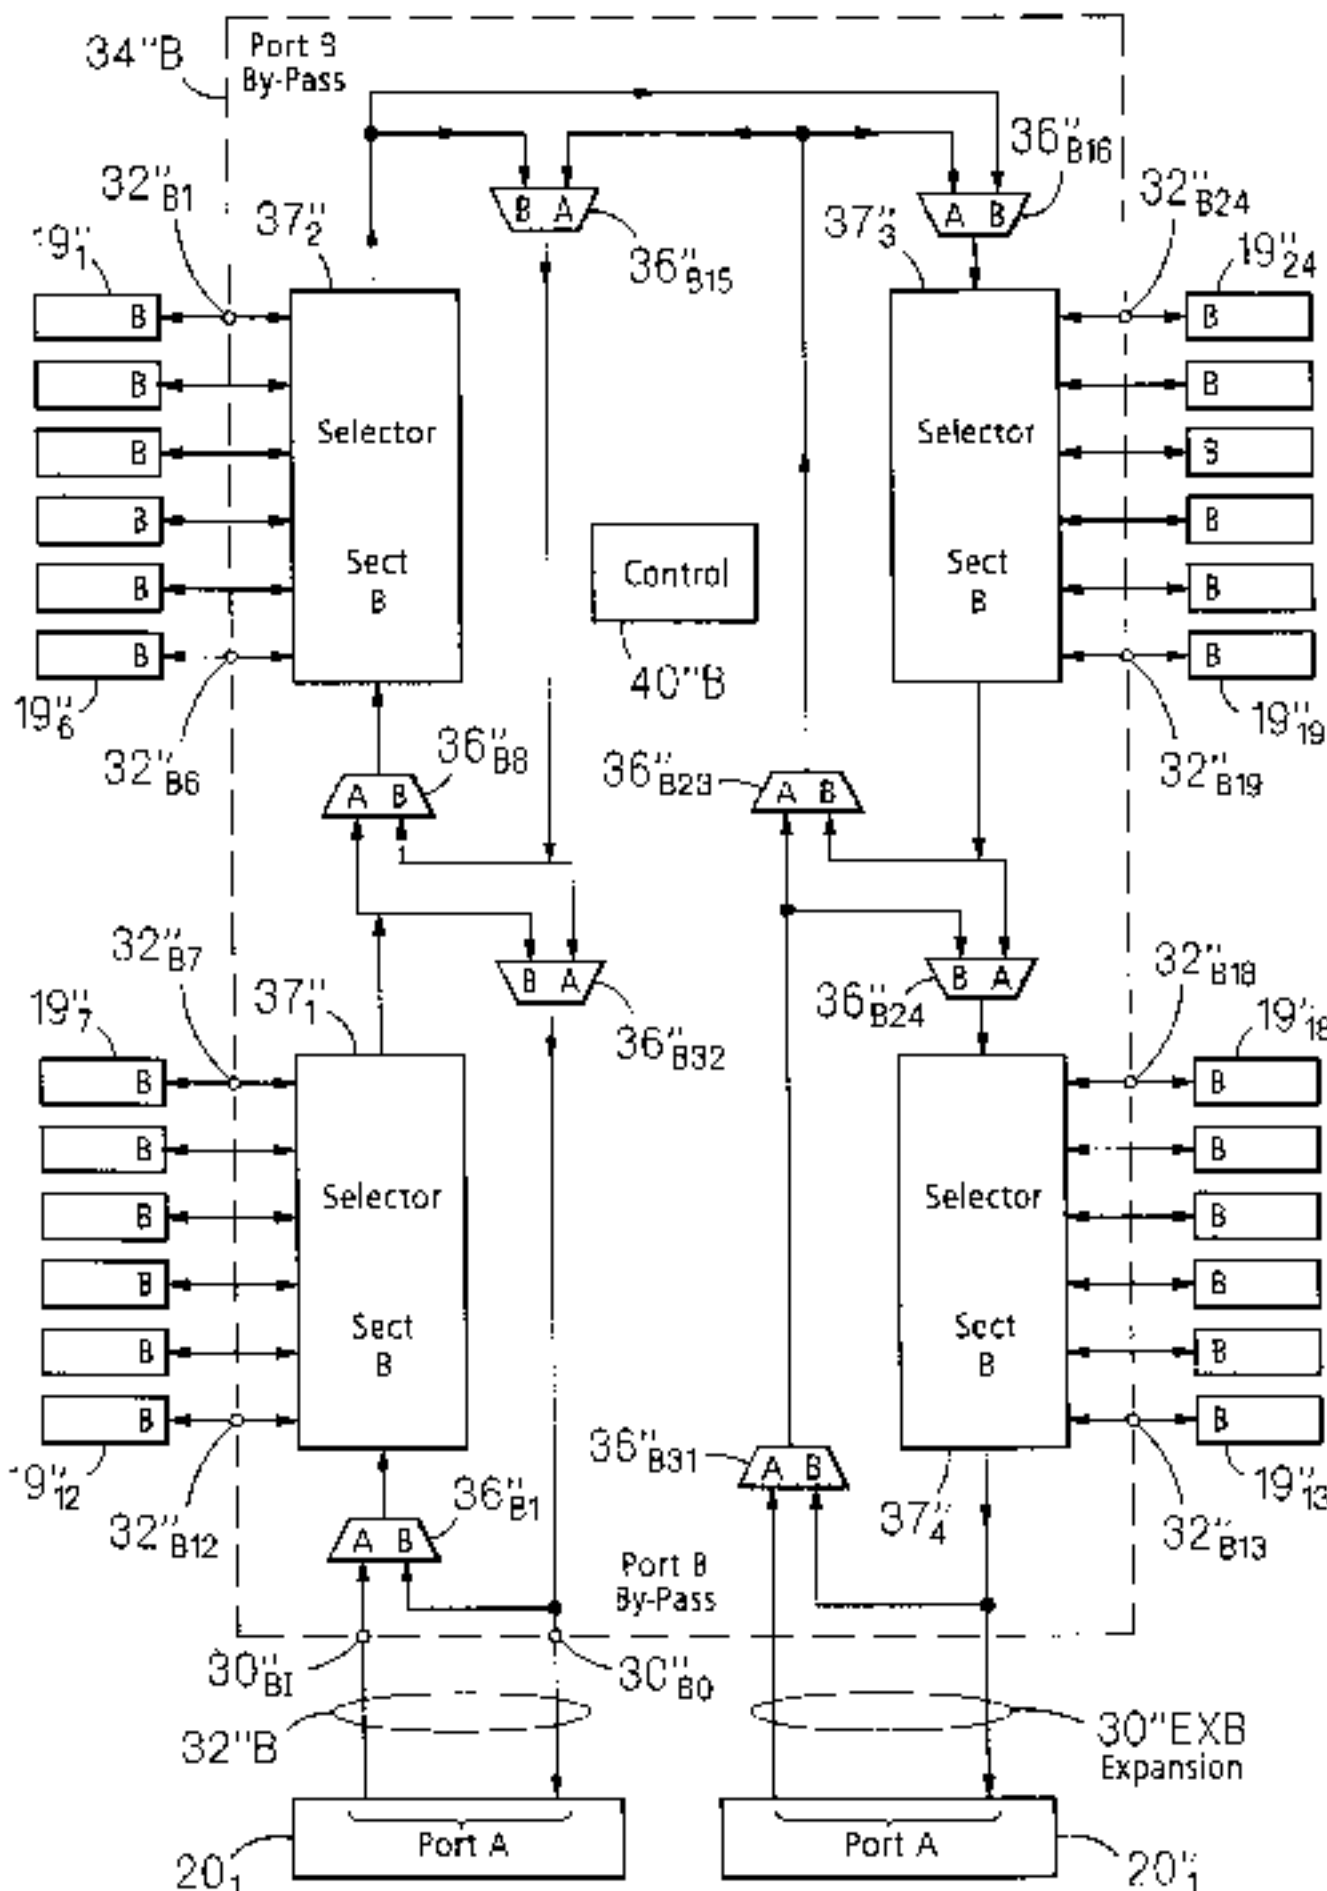 34"B
Port 9
By-Pass
36"B16
32"B1
37"2
B A
36"B15
37"3
A B
32"B24
19"1
19"24
B
B
B
B
B
B
Selector
Sect
B
Control
40"B
Selector
Sect
B
B
B
8
B
B
B
19"6
32"B6
36"B8
A B
36"B23
A B
32"B19
19"19
32"B7
37"1
B A
36"B32
36"B24
B A
32"B18
19"7
19"18
B
B
B
B
B
B
Selector
Sect
B
Selector
Sect
B
B
B
B
B
B
B
19"12
32"B12
36"B1
A B
36"B31
A B
37"4
32"B13
19"13
Port B
By-Pass
30"BI
30"BO
32"B
30"EXB
Expansion
Port A
Port A
20 1
20"1